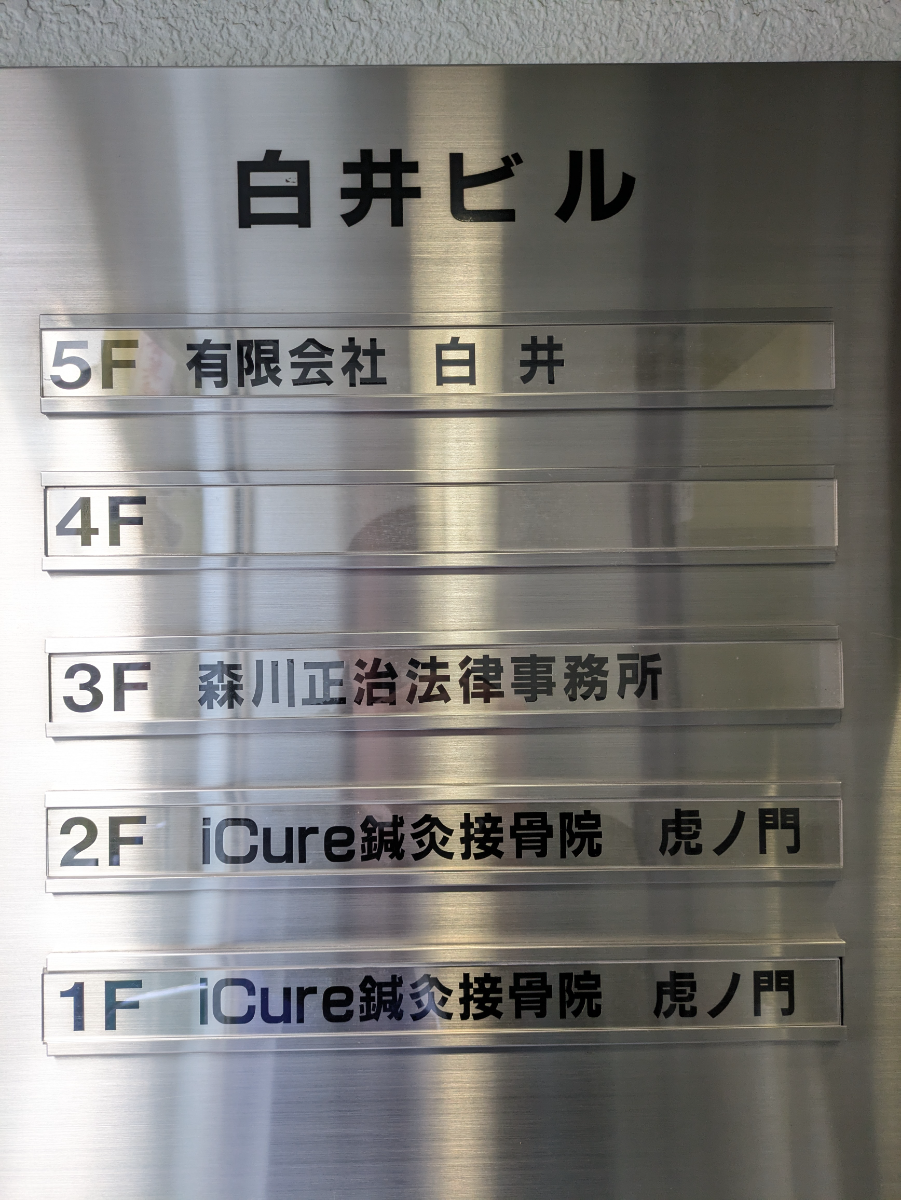 白井ビル
5F 有限会社 白井
4F
3F 森川正治法律事務所
2F iCure鍼灸接骨院 虎ノ門
1F iCure鍼灸接骨院 虎ノ門